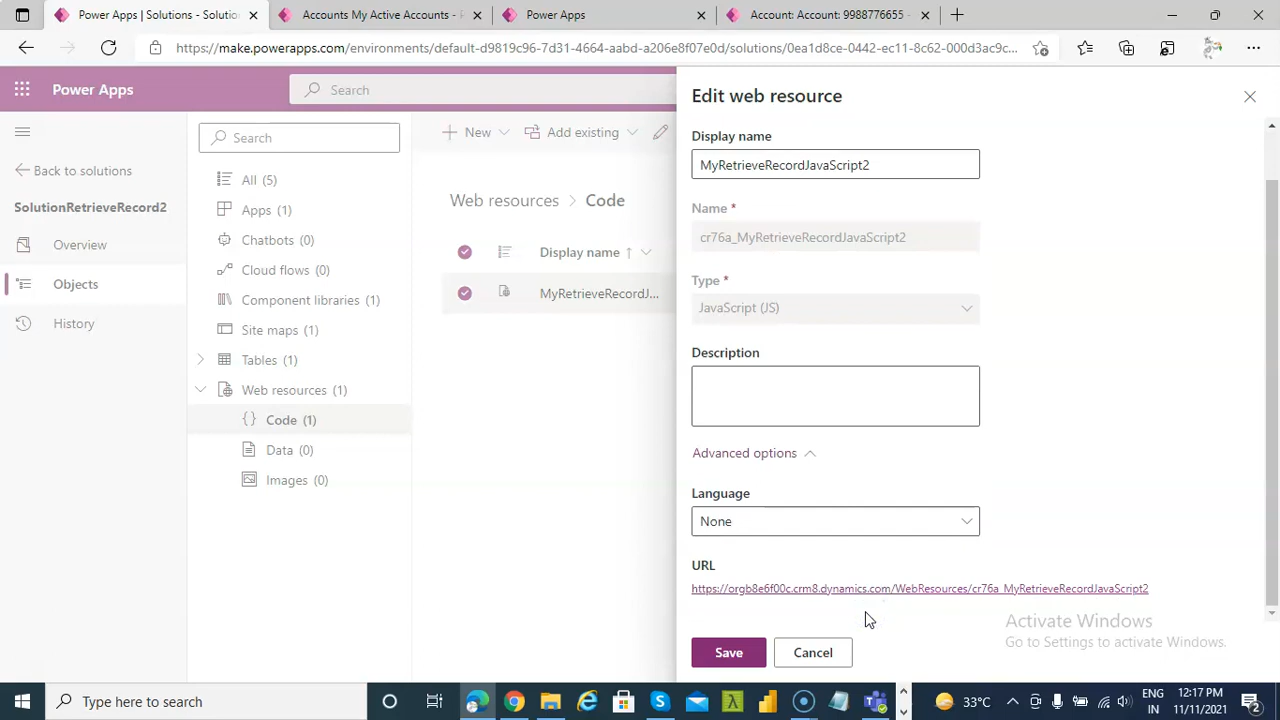 Power Apps | Solutions - Solutio
Accounts My Active Accounts - P
Power Apps
Account: Account: 9988776655 -
https://make.powerapps.com/environments/default-d9819c96-7d31-4664-aabd-a206e8f07e0d/solutions/0ea1d8ce-0442-ec11-8c62-000d3ac9c...
Power Apps
Search
Edit web resource
Search
New
Add existing
Display name
MyRetrieveRecordJavaScript2
Back to solutions
All (5)
SolutionRetrieveRecord2
Apps (1)
Web resources > Code
Name *
cr76a_MyRetrieveRecordJavaScript2
Overview
Chatbots (0)
Display name ↑
Objects
Cloud flows (0)
Type *
JavaScript (JS)
MyRetrieveRecordJ...
History
Component libraries (1)
Site maps (1)
Tables (1)
Description
Web resources (1)
Code (1)
Data (0)
Images (0)
Advanced options
Language
None
URL
https://orgb8e6f00c.crm8.dynamics.com/WebResources/cr76a_MyRetrieveRecordJavaScript2
Activate Windows
Go to Settings to activate Windows.
Save
Cancel
Type here to search
33°C
ENG
IN
12:17 PM
11/11/2021
2